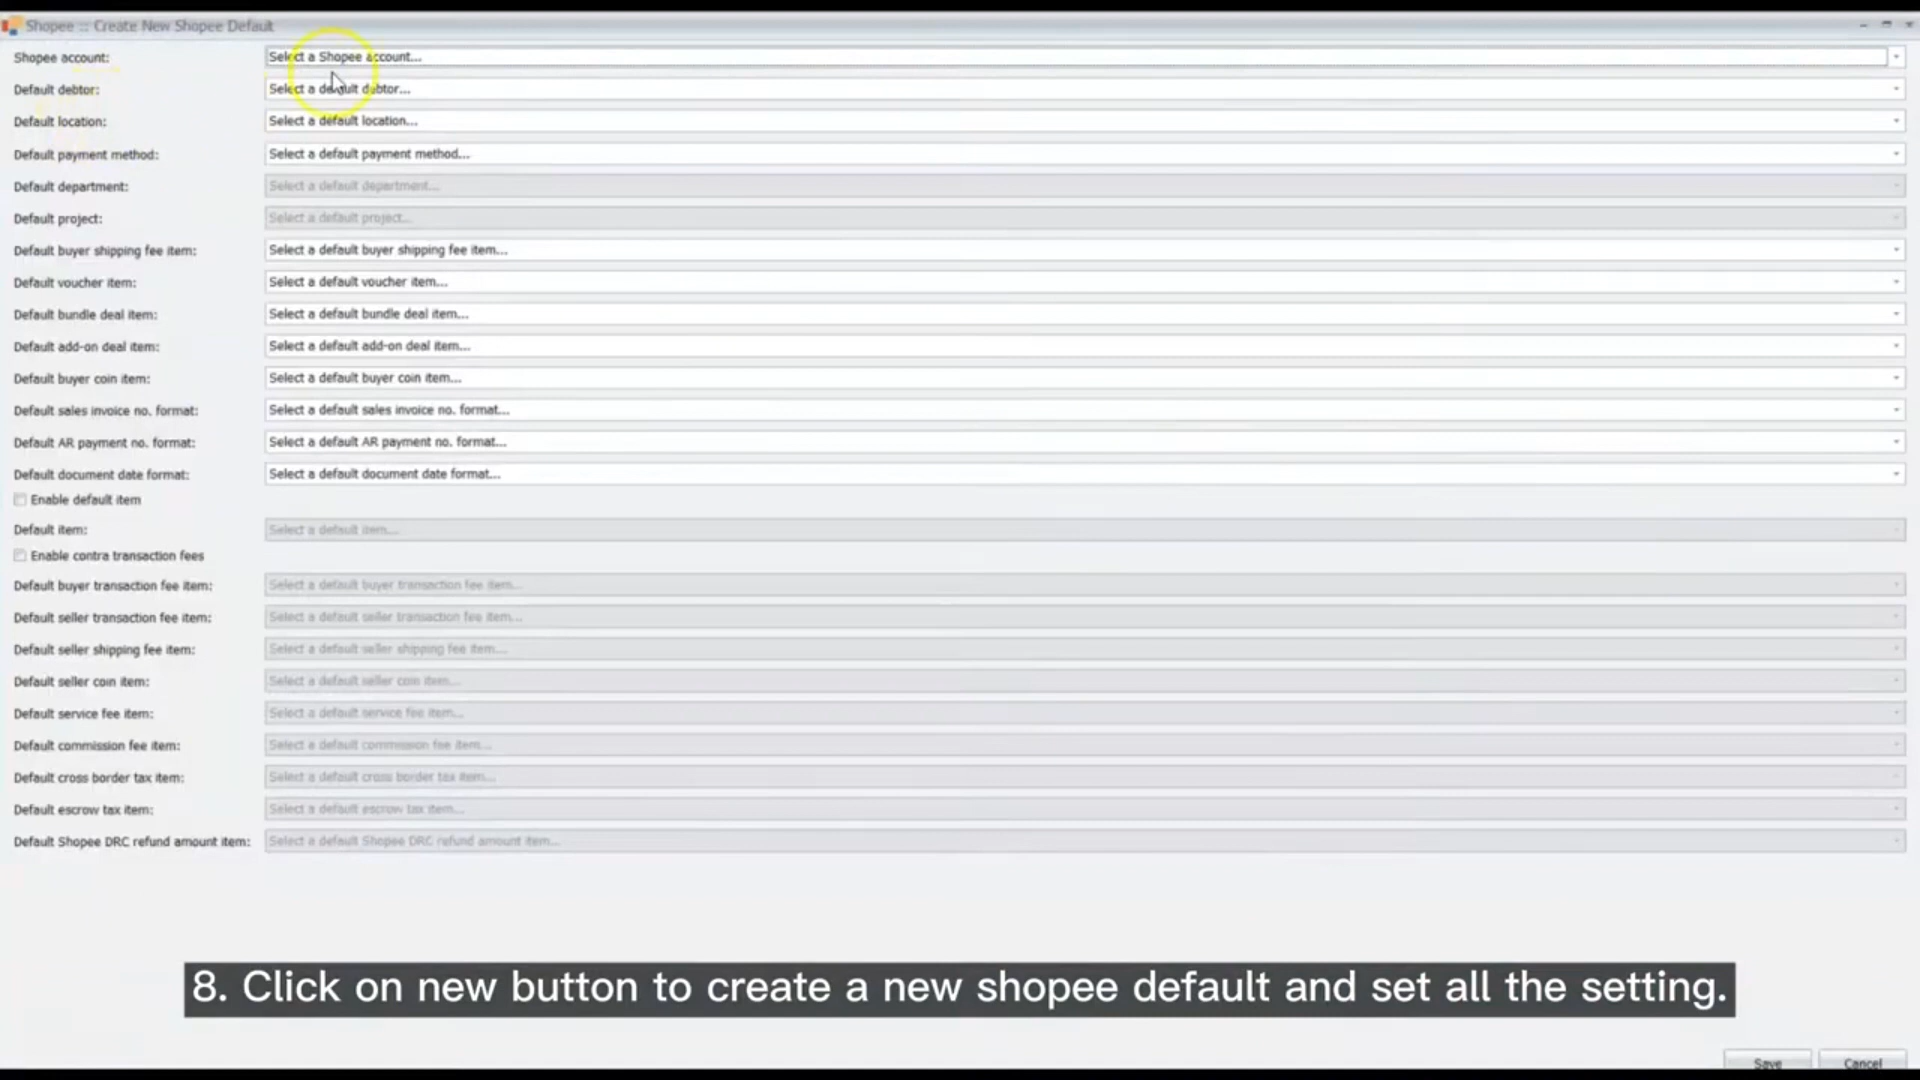 Shopee :: Create New Shopee Default
Shopee account: Select a Shopee account...
Default debtor: Select a default debtor...
Default location: Select a default location...
Default payment method: Select a default payment method...
Default department: Select a default department...
Default project: Select a default project...
Default buyer shipping fee item: Select a default buyer shipping fee item...
Default voucher item: Select a default voucher item...
Default bundle deal item: Select a default bundle deal item...
Default add-on deal item: Select a default add-on deal item...
Default buyer coin item: Select a default buyer coin item...
Default sales invoice no. format: Select a default sales invoice no. format...
Default AR payment no. format: Select a default AR payment no. format...
Default document date format: Select a default document date format...
Enable default item
Default item: Select a default item...
Enable contra transaction fees
Default buyer transaction fee item: Select a default buyer transaction fee item...
Default seller transaction fee item: Select a default seller transaction fee item...
Default seller shipping fee item: Select a default seller shipping fee item...
Default seller coin item: Select a default seller coin item...
Default service fee item: Select a default service fee item...
Default commission fee item: Select a default commission fee item...
Default cross border tax item: Select a default cross border tax item...
Default escrow tax item: Select a default escrow tax item...
Default Shopee DRC refund amount item: Select a default Shopee DRC refund amount item...
8. Click on new button to create a new shopee default and set all the setting.
Save Cancel